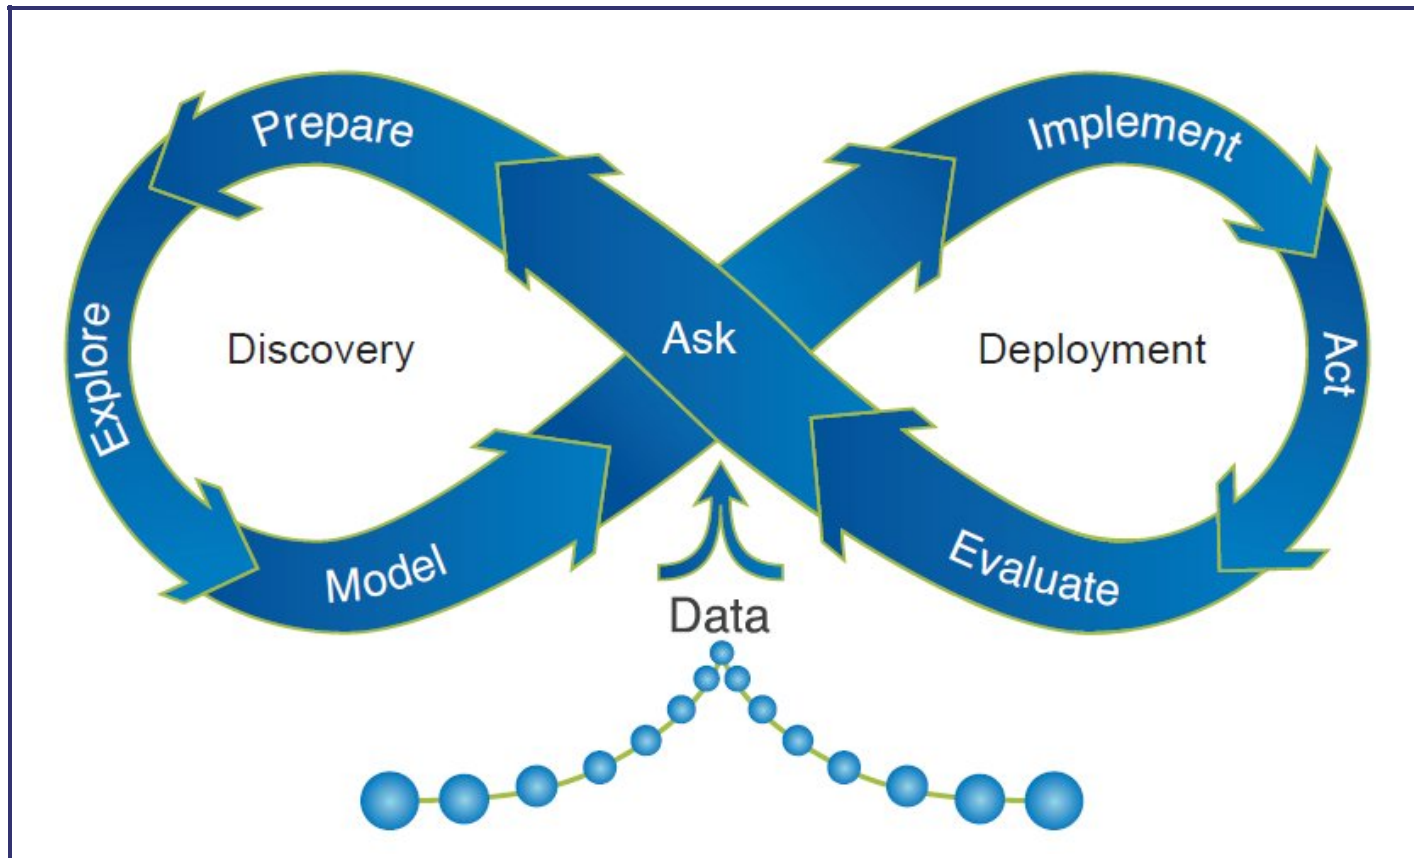 Prepare
Implement
Explore
Discovery
Ask
Deployment
Act
Model
Evaluate
Data